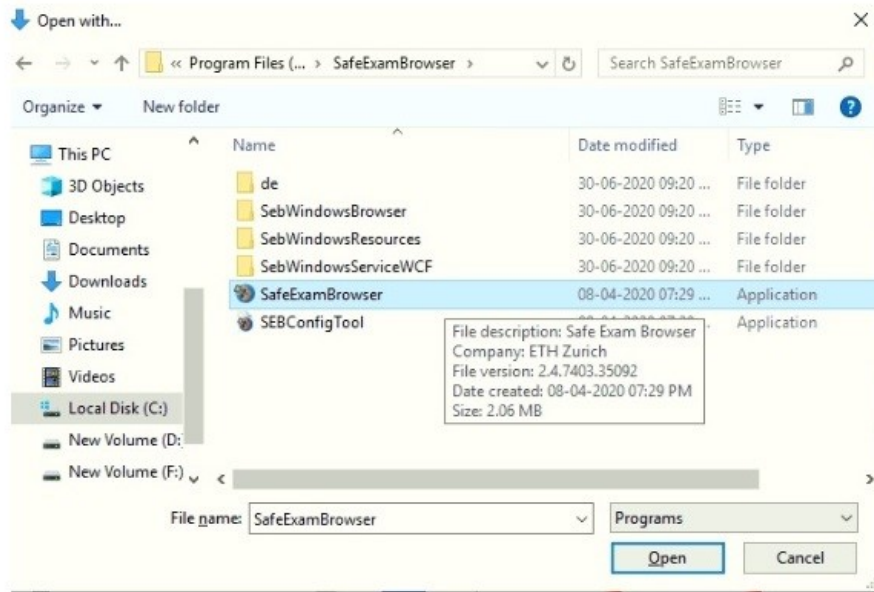 Open with...
« Program Files (... › SafeExamBrowser ›
Search SafeExamBrowser
Organize
New folder
Name
Date modified
Type
This PC
3D Objects
Desktop
Documents
Downloads
Music
Pictures
Videos
Local Disk (C:)
New Volume (D:
New Volume (F:)
de 30-06-2020 09:20 ... File folder
SebWindowsBrowser 30-06-2020 09:20 ... File folder
SebWindowsResources 30-06-2020 09:20 ... File folder
SebWindowsServiceWCF 30-06-2020 09:20 ... File folder
SafeExamBrowser 08-04-2020 07:29 ... Application
SEBConfigTool Application
File description: Safe Exam Browser
Company: ETH Zurich
File version: 2.4.7403.35092
Date created: 08-04-2020 07:29 PM
Size: 2.06 MB
File name: SafeExamBrowser
Programs
Open
Cancel